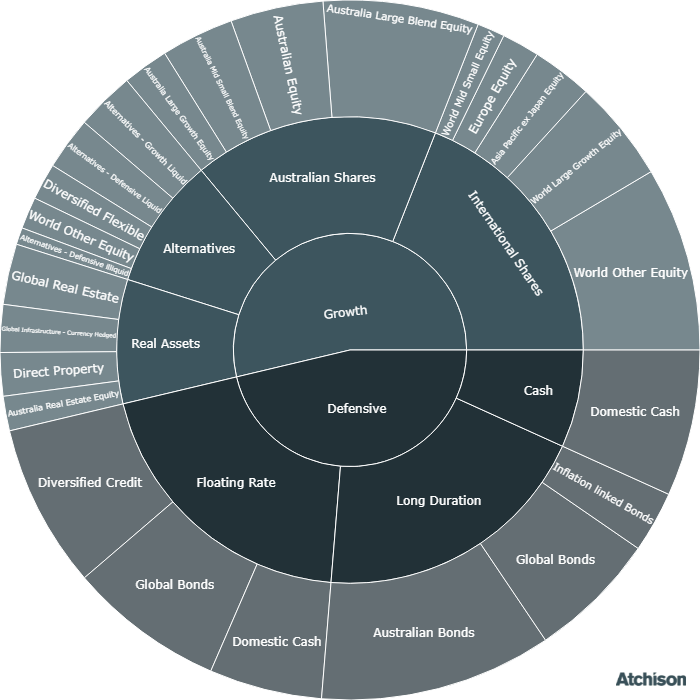 Growth
Defensive
International Shares
Australian Shares
Alternatives
Real Assets
Floating Rate
Long Duration
Cash
World Other Equity
World Large Growth Equity
Asia Pacific ex Japan Equity
Europe Equity
World Mid Small Equity
Australia Large Blend Equity
Australian Equity
Australia Mid Small Blend Equity
Australia Large Growth Equity
Alternatives - Growth Liquid
Alternatives - Defensive Liquid
Diversified Flexible
World Other Equity
Alternatives - Defensive Illiquid
Global Real Estate
Global Infrastructure - Currency Hedged
Direct Property
Australia Real Estate Equity
Diversified Credit
Global Bonds
Domestic Cash
Australian Bonds
Global Bonds
Inflation linked Bonds
Domestic Cash
Atchison